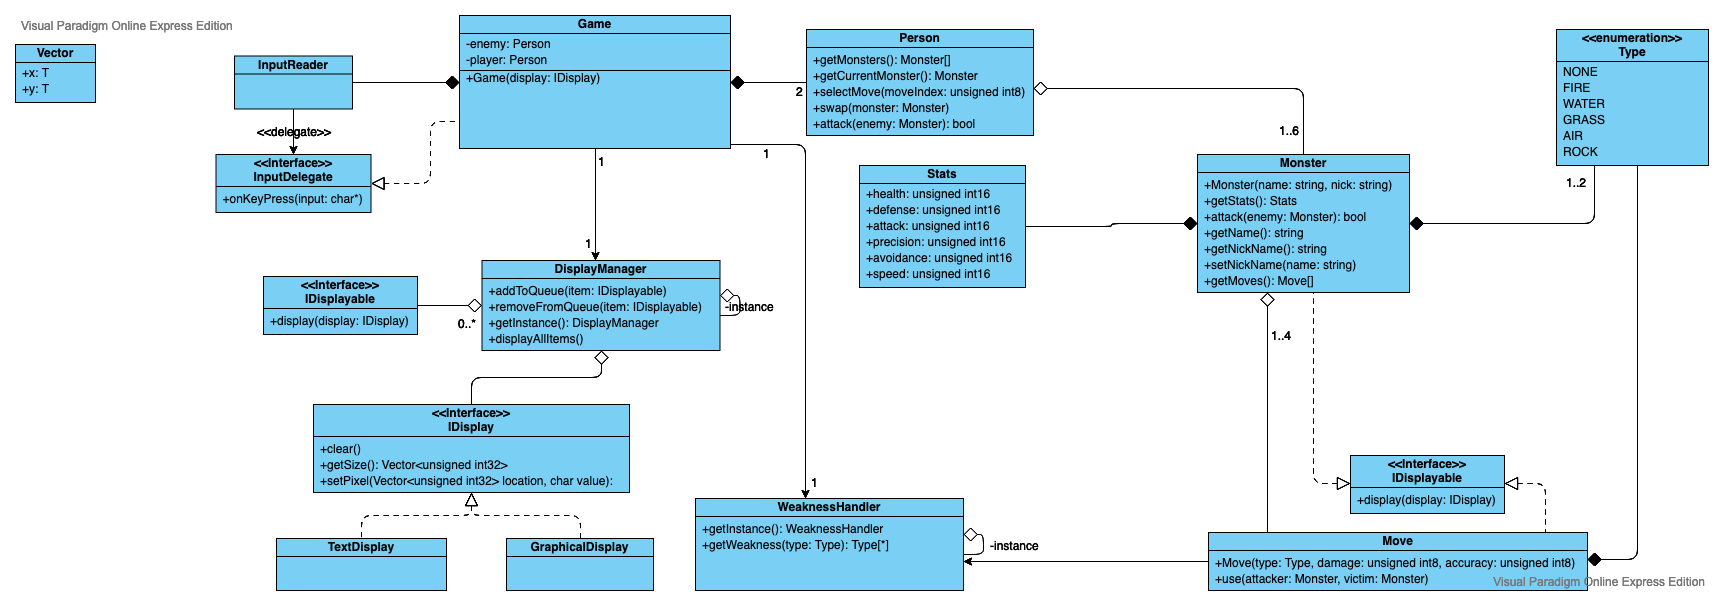 Visual Paradigm Online Express Edition
Vector
+x: T
+y: T
InputReader
<<delegate>>
<<Interface>>
InputDelegate
+onKeyPress(input: char*)
Game
-enemy: Person
-player: Person
+Game(display: IDisplay)
2
1
1
1
1
Person
+getMonsters(): Monster[]
+getCurrentMonster(): Monster
+selectMove(moveIndex: unsigned int8)
+swap(monster: Monster)
+attack(enemy: Monster): bool
1..6
<<enumeration>>
Type
NONE
FIRE
WATER
GRASS
AIR
ROCK
1..2
Stats
+health: unsigned int16
+defense: unsigned int16
+attack: unsigned int16
+precision: unsigned int16
+avoidance: unsigned int16
+speed: unsigned int16
Monster
+Monster(name: string, nick: string)
+getStats(): Stats
+attack(enemy: Monster): bool
+getName(): string
+getNickName(): string
+setNickName(name: string)
+getMoves(): Move[]
1..4
<<Interface>>
IDisplayable
+display(display: IDisplay)
0..*
DisplayManager
+addToQueue(item: IDisplayable)
+removeFromQueue(item: IDisplayable)
+getInstance(): DisplayManager
+displayAllItems()
-instance
<<Interface>>
IDisplay
+clear()
+getSize(): Vector<unsigned int32>
+setPixel(Vector<unsigned int32> location, char value):
TextDisplay
GraphicalDisplay
WeaknessHandler
+getInstance(): WeaknessHandler
+getWeakness(type: Type): Type[*]
-instance
<<Interface>>
IDisplayable
+display(display: IDisplay)
Move
+Move(type: Type, damage: unsigned int8, accuracy: unsigned int8)
+use(attacker: Monster, victim: Monster)
Visual Paradigm Online Express Edition